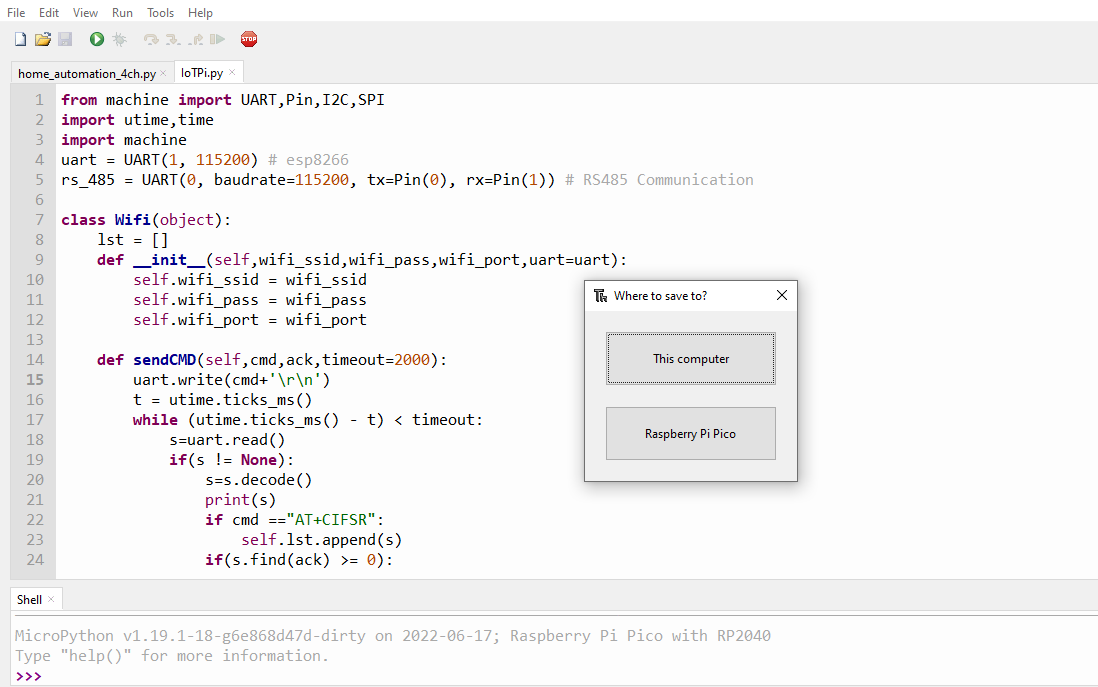 File Edit View Run Tools Help
STOP
home_automation_4ch.py × IoTPi.py ×
1 from machine import UART,Pin,I2C,SPI
2 import utime,time
3 import machine
4 uart = UART(1, 115200) # esp8266
5 rs_485 = UART(0, baudrate=115200, tx=Pin(0), rx=Pin(1)) # RS485 Communication
6
7 class Wifi(object):
8     lst = []
9     def __init__(self,wifi_ssid,wifi_pass,wifi_port,uart=uart):
10         self.wifi_ssid = wifi_ssid
11         self.wifi_pass = wifi_pass
12         self.wifi_port = wifi_port
13
14     def sendCMD(self,cmd,ack,timeout=2000):
15         uart.write(cmd+'\r\n')
16         t = utime.ticks_ms()
17         while (utime.ticks_ms() - t) < timeout:
18             s=uart.read()
19             if(s != None):
20                 s=s.decode()
21                 print(s)
22                 if cmd =="AT+CIFSR":
23                     self.lst.append(s)
24                 if(s.find(ack) >= 0):
Where to save to?
This computer
Raspberry Pi Pico
Shell ×
MicroPython v1.19.1-18-g6e868d47d-dirty on 2022-06-17; Raspberry Pi Pico with RP2040
Type "help()" for more information.
>>>